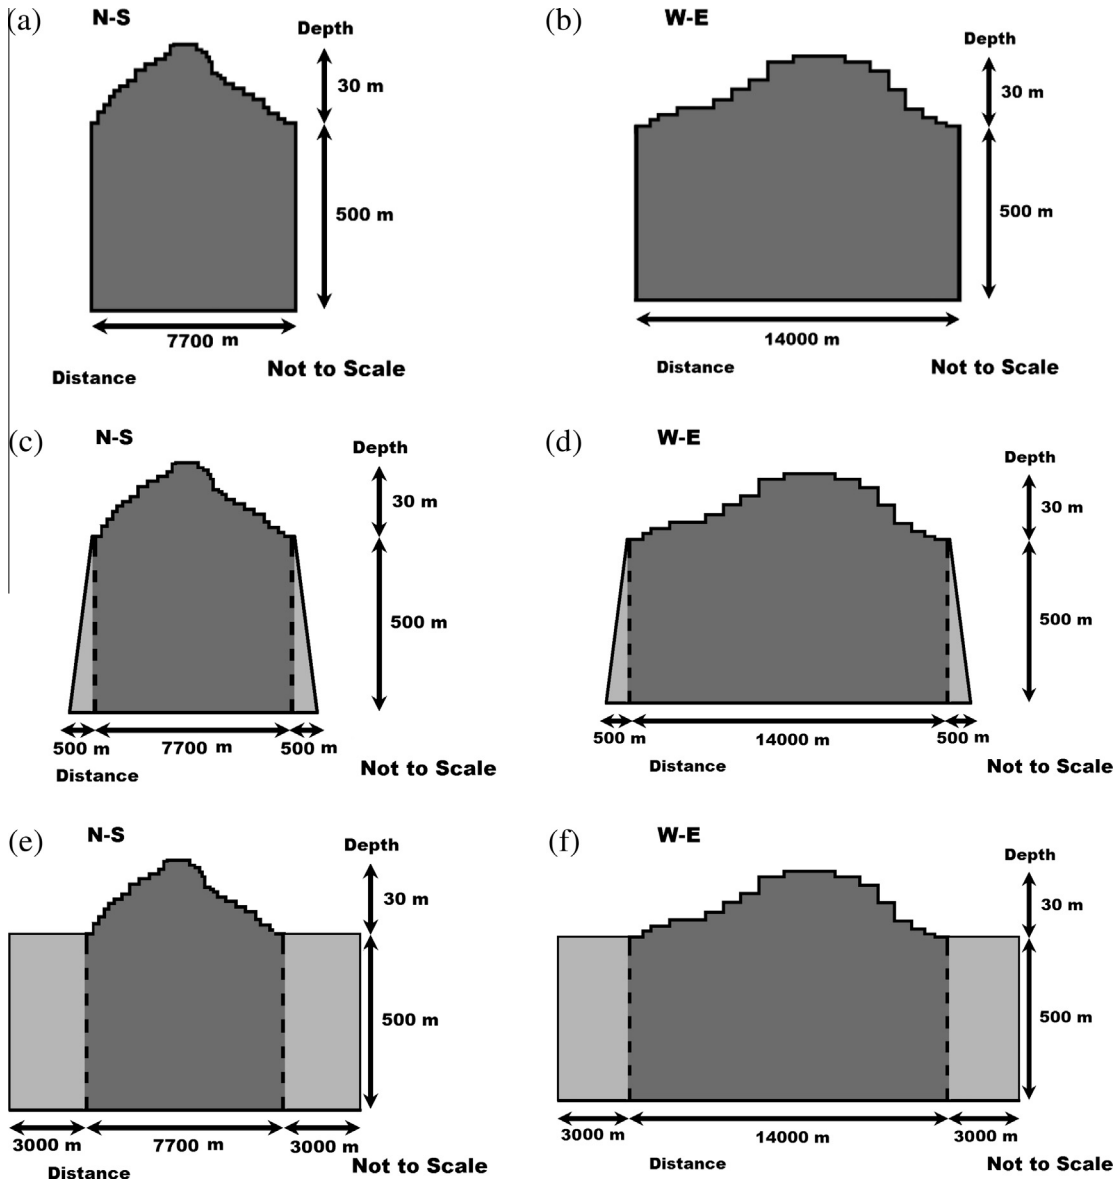 (a)
N-S
Depth
30 m
500 m
7700 m
Distance
Not to Scale
(b)
W-E
Depth
30 m
500 m
14000 m
Distance
Not to Scale
(c)
N-S
Depth
30 m
500 m
500 m 7700 m 500 m
Distance
Not to Scale
(d)
W-E
Depth
30 m
500 m
500 m 14000 m 500 m
Distance
Not to Scale
(e)
N-S
Depth
30 m
500 m
3000 m 7700 m 3000 m
Distance
Not to Scale
(f)
W-E
Depth
30 m
500 m
3000 m 14000 m 3000 m
Distance
Not to Scale